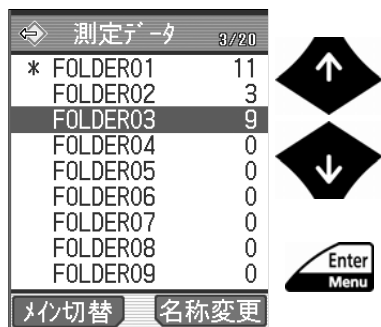 測定ﾃﾞｰﾀ 3/20
* FOLDER01 11
FOLDER02 3
FOLDER03 9
FOLDER04 0
FOLDER05 0
FOLDER06 0
FOLDER07 0
FOLDER08 0
FOLDER09 0
ﾒｲﾝ切替 名称変更
Enter
Menu